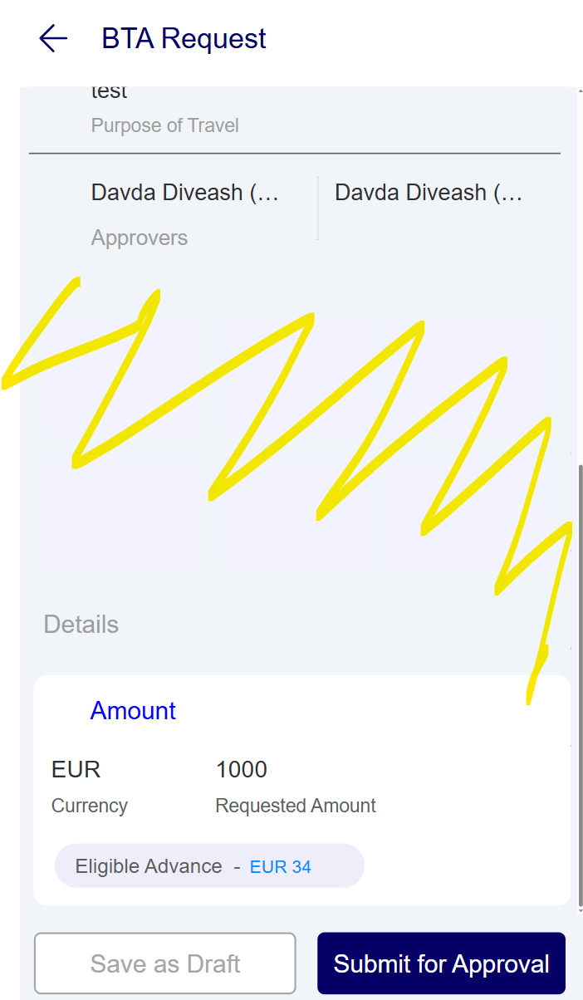 BTA Request
test
Purpose of Travel
Davda Diveash (... Davda Diveash (...
Approvers
Details
Amount
EUR 1000
Currency Requested Amount
Eligible Advance - EUR 34
Save as Draft Submit for Approval